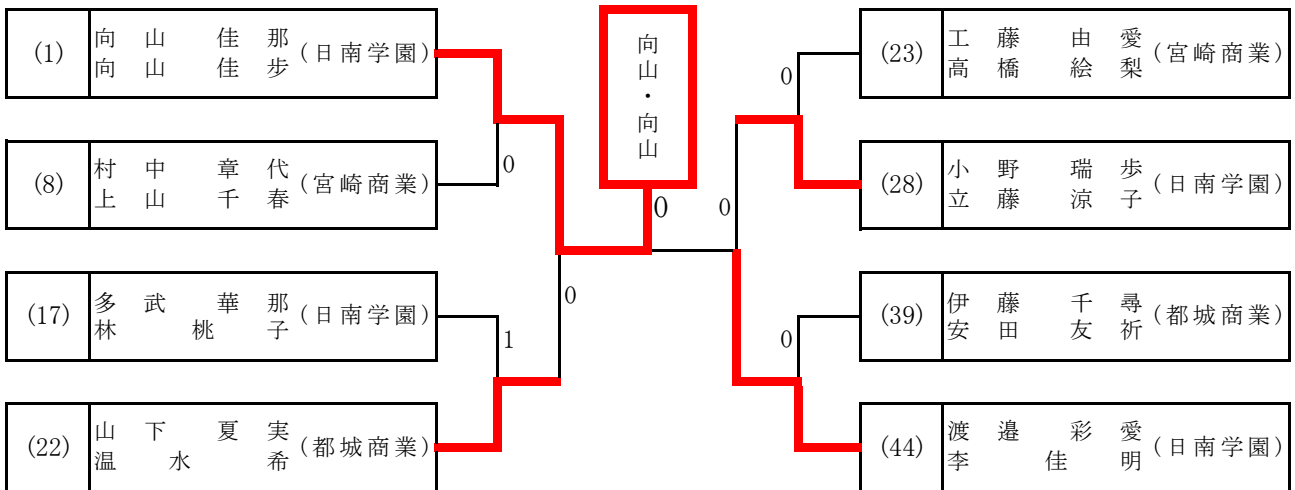 (1) 向山 佳那 (日南学園)
向山 佳歩
(8) 村中 章代 (宮崎商業)
上山 千春
(17) 多武 華那 (日南学園)
林 桃子
(22) 山下 夏実 (都城商業)
温水 希
0
1
0
向山・向山
0
0
0
0
(23) 工藤 由愛 (宮崎商業)
高橋 絵梨
(28) 小野 瑞歩 (日南学園)
立藤 涼子
(39) 伊藤 千尋 (都城商業)
安田 友祈
(44) 渡邉 彩愛 (日南学園)
李 佳明